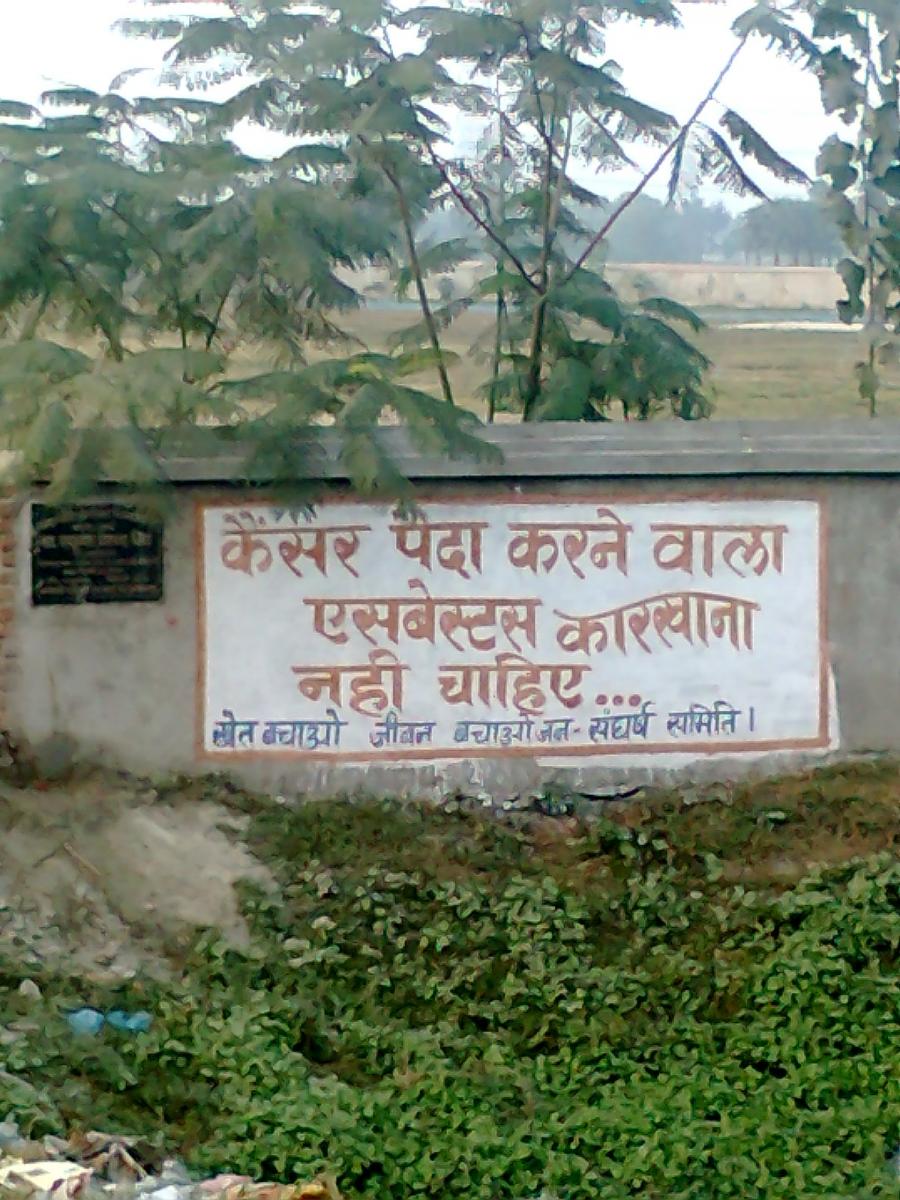 कैंसर पैदा करने वाला
एसबेस्टस कारखाना
नही चाहिए...
खेत बचाओ जीवन बचाओ जन-संघर्ष समिति।